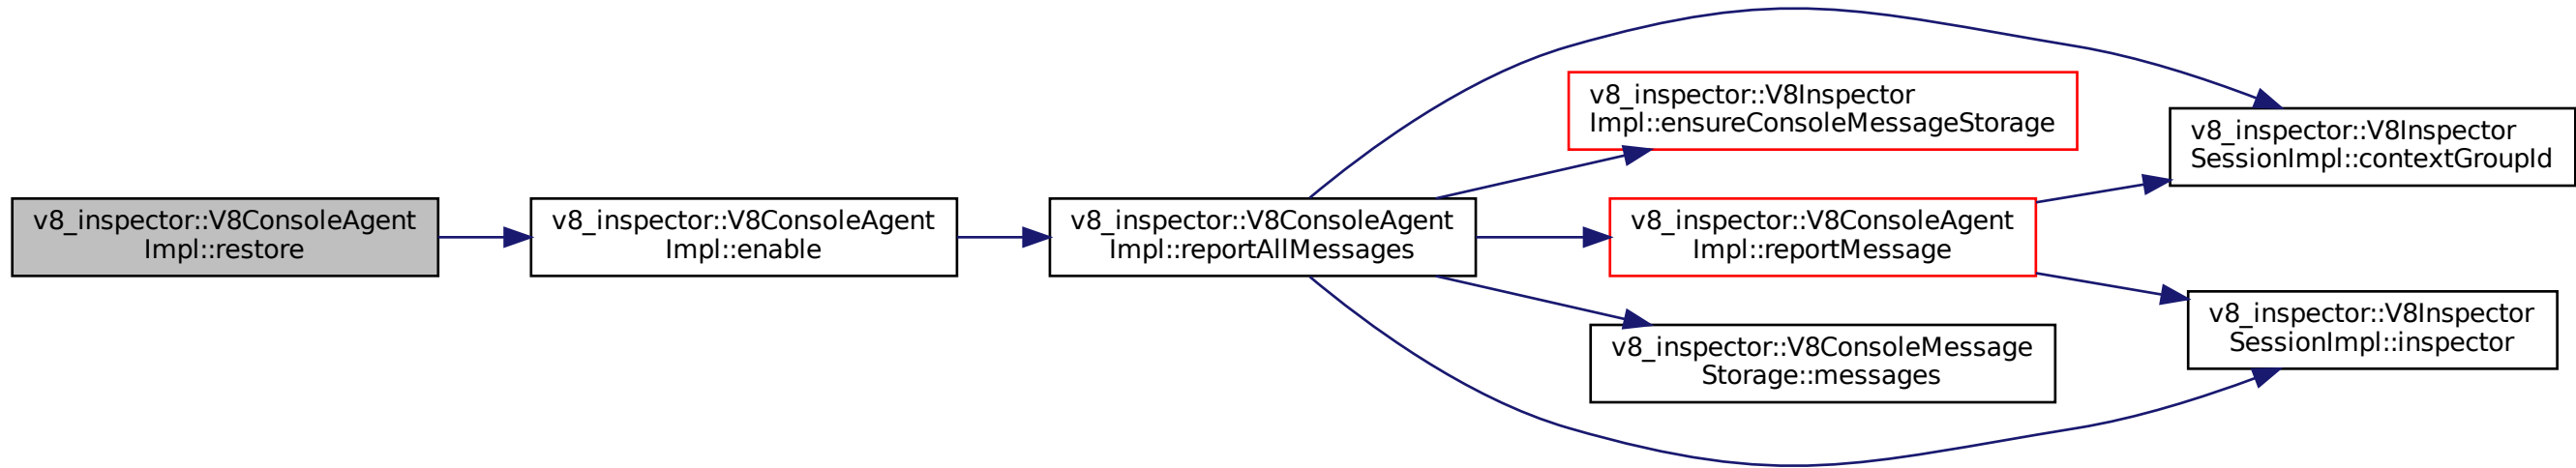 v8_inspector::V8ConsoleAgent
Impl::restore
v8_inspector::V8ConsoleAgent
Impl::enable
v8_inspector::V8ConsoleAgent
Impl::reportAllMessages
v8_inspector::V8Inspector
Impl::ensureConsoleMessageStorage
v8_inspector::V8ConsoleAgent
Impl::reportMessage
v8_inspector::V8ConsoleMessage
Storage::messages
v8_inspector::V8Inspector
SessionImpl::contextGroupId
v8_inspector::V8Inspector
SessionImpl::inspector